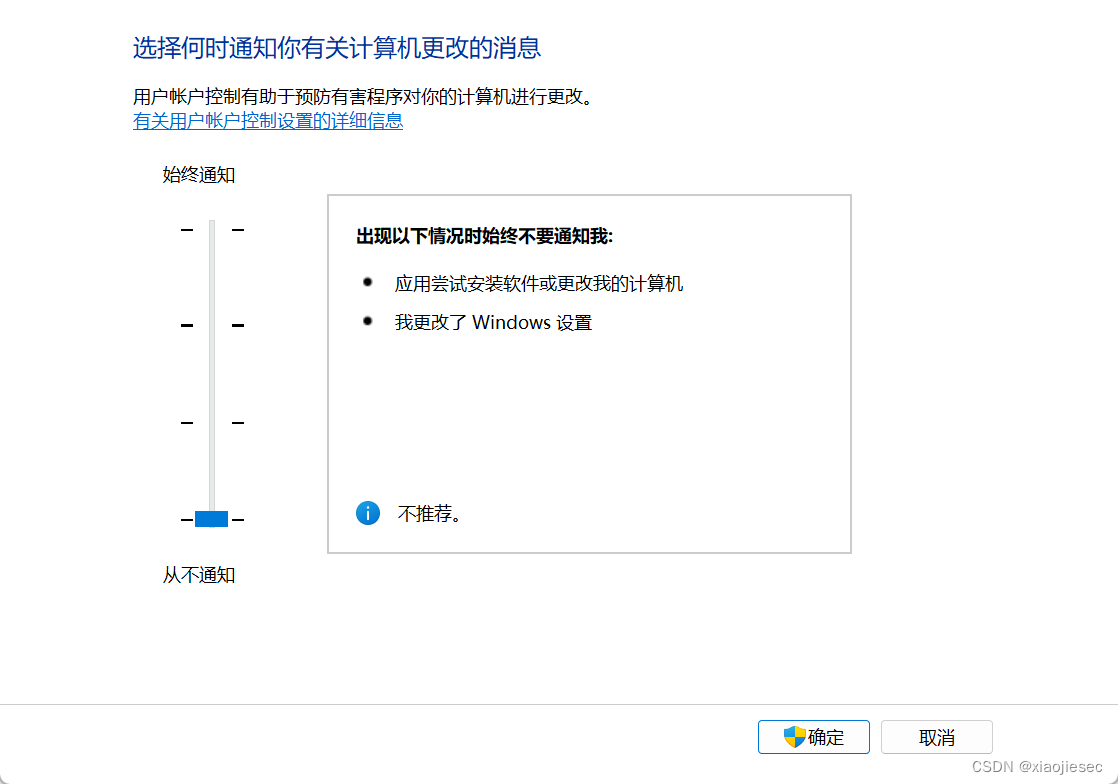 选择何时通知你有关计算机更改的消息
用户帐户控制有助于预防有害程序对你的计算机进行更改。
有关用户帐户控制设置的详细信息
始终通知
出现以下情况时始终不要通知我:
应用尝试安装软件或更改我的计算机
我更改了 Windows 设置
不推荐。
从不通知
确定
取消
CSDN @xiaojiesec